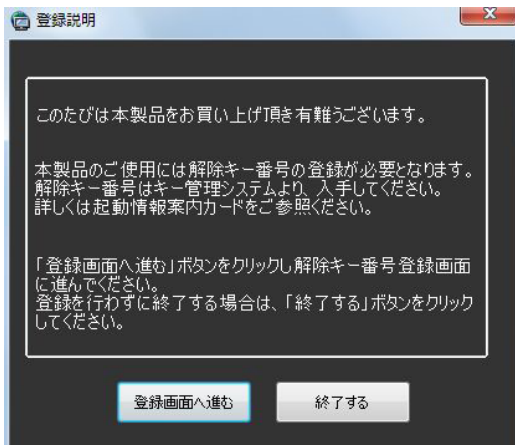 登録説明
このたびは本製品をお買い上げ頂き有難うございます。
本製品のご使用には解除キー番号の登録が必要となります。
解除キー番号はキー管理システムより、入手してください。
詳しくは起動情報案内カードをご参照ください。
「登録画面へ進む」ボタンをクリックし解除キー番号登録画面
に進んでください。
登録を行わずに終了する場合は、「終了する」ボタンをクリック
してください。
登録画面へ進む
終了する